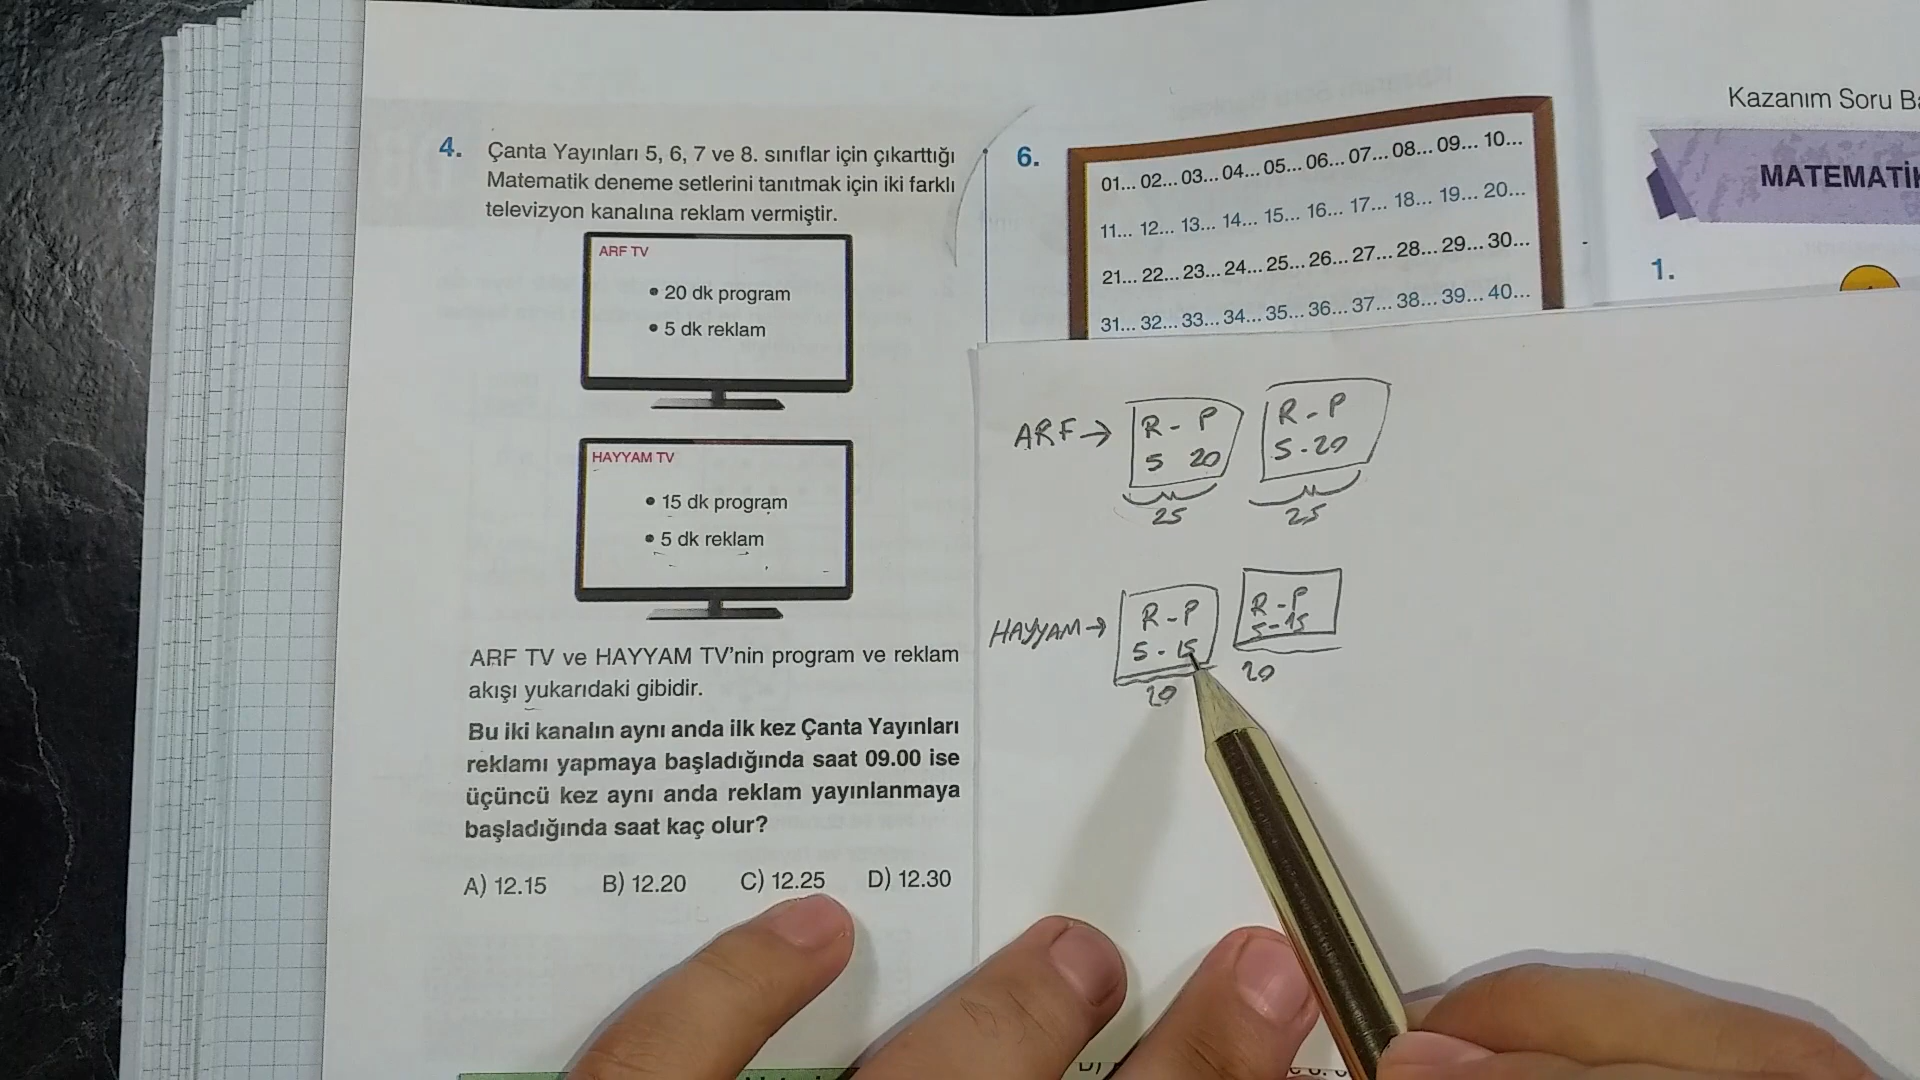 4. Çanta Yayınları 5, 6, 7 ve 8. sınıflar için çıkarttığı
Matematik deneme setlerini tanıtmak için iki farklı
televizyon kanalına reklam vermiştir.
ARF TV
• 20 dk program
• 5 dk reklam
HAYYAM TV
• 15 dk program
• 5 dk reklam
ARF TV ve HAYYAM TV'nin program ve reklam
akışı yukarıdaki gibidir.
Bu iki kanalın aynı anda ilk kez Çanta Yayınları
reklamı yapmaya başladığında saat 09.00 ise
üçüncü kez aynı anda reklam yayınlanmaya
başladığında saat kaç olur?
A) 12.15 B) 12.20 C) 12.25 D) 12.30
6.
01... 02... 03... 04... 05... 06... 07... 08... 09... 10...
11... 12... 13... 14... 15... 16... 17... 18... 19... 20...
21... 22... 23... 24... 25... 26... 27... 28... 29... 30...
31... 32... 33... 34... 35... 36... 37... 38... 39... 40...
ARF → R - P R - P
5 20 5 - 20
25 25
HAYYAM → R - P R - P
5 - 15 5 - 15
20 20
Kazanım Soru
MATEMATİK
1.